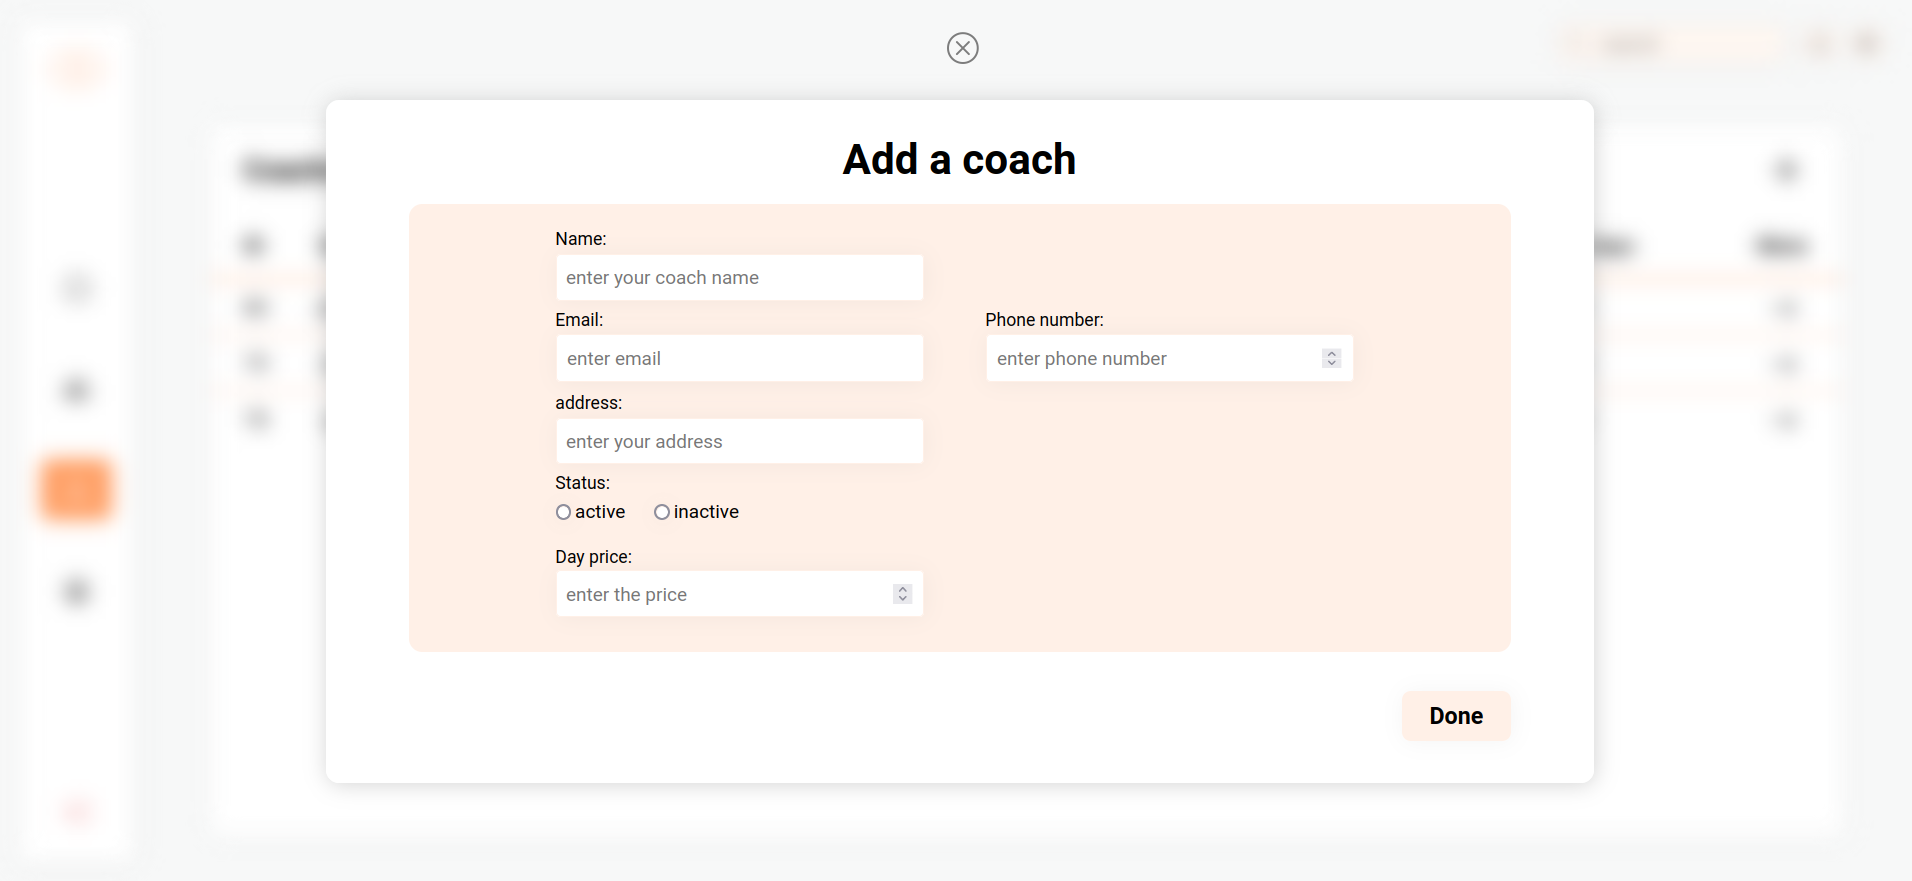 Add a coach
Name:
enter your coach name
Email:
Phone number:
enter email
enter phone number
address:
enter your address
Status:
active
inactive
Day price:
enter the price
Done